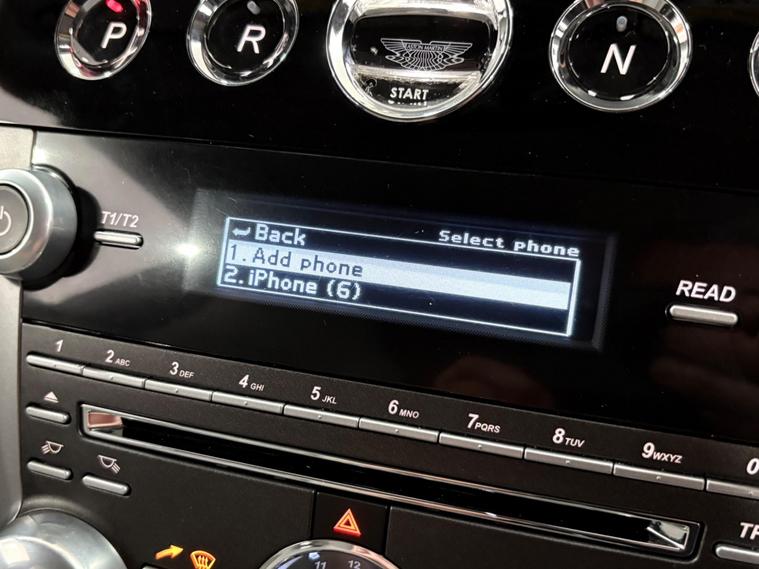 P
R
ASTON MARTIN
START
N
T1/T2
Back
Select phone
1.Add phone
2.iPhone (6)
READ
1
2ABC
3DEF
4GHI
5JKL
6MNO
7PQRS
8TUV
9WXYZ
0
11
12